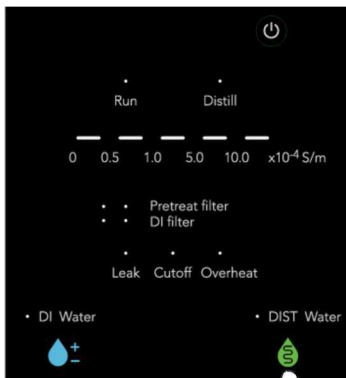 Run Distill
0 0.5 1.0 5.0 10.0 x10⁻⁴ S/m
Pretreat filter
DI filter
Leak Cutoff Overheat
DI Water DIST Water
+
−